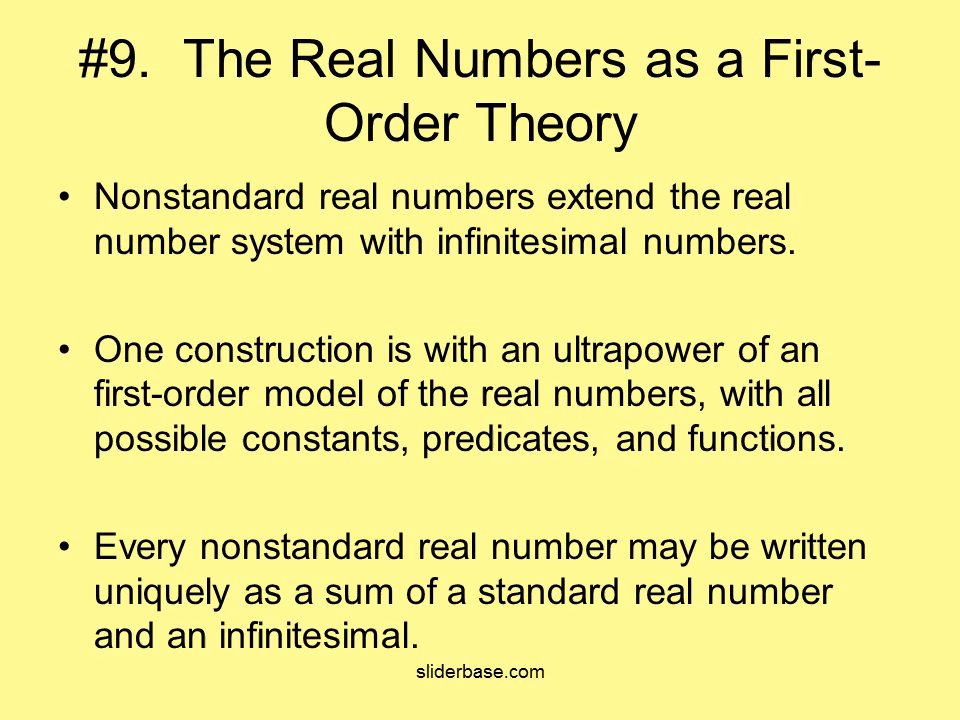 #9.  The Real Numbers as a First-
Order Theory
• Nonstandard real numbers extend the real
number system with infinitesimal numbers.
• One construction is with an ultrapower of an
first-order model of the real numbers, with all
possible constants, predicates, and functions.
• Every nonstandard real number may be written
uniquely as a sum of a standard real number
and an infinitesimal.
sliderbase.com